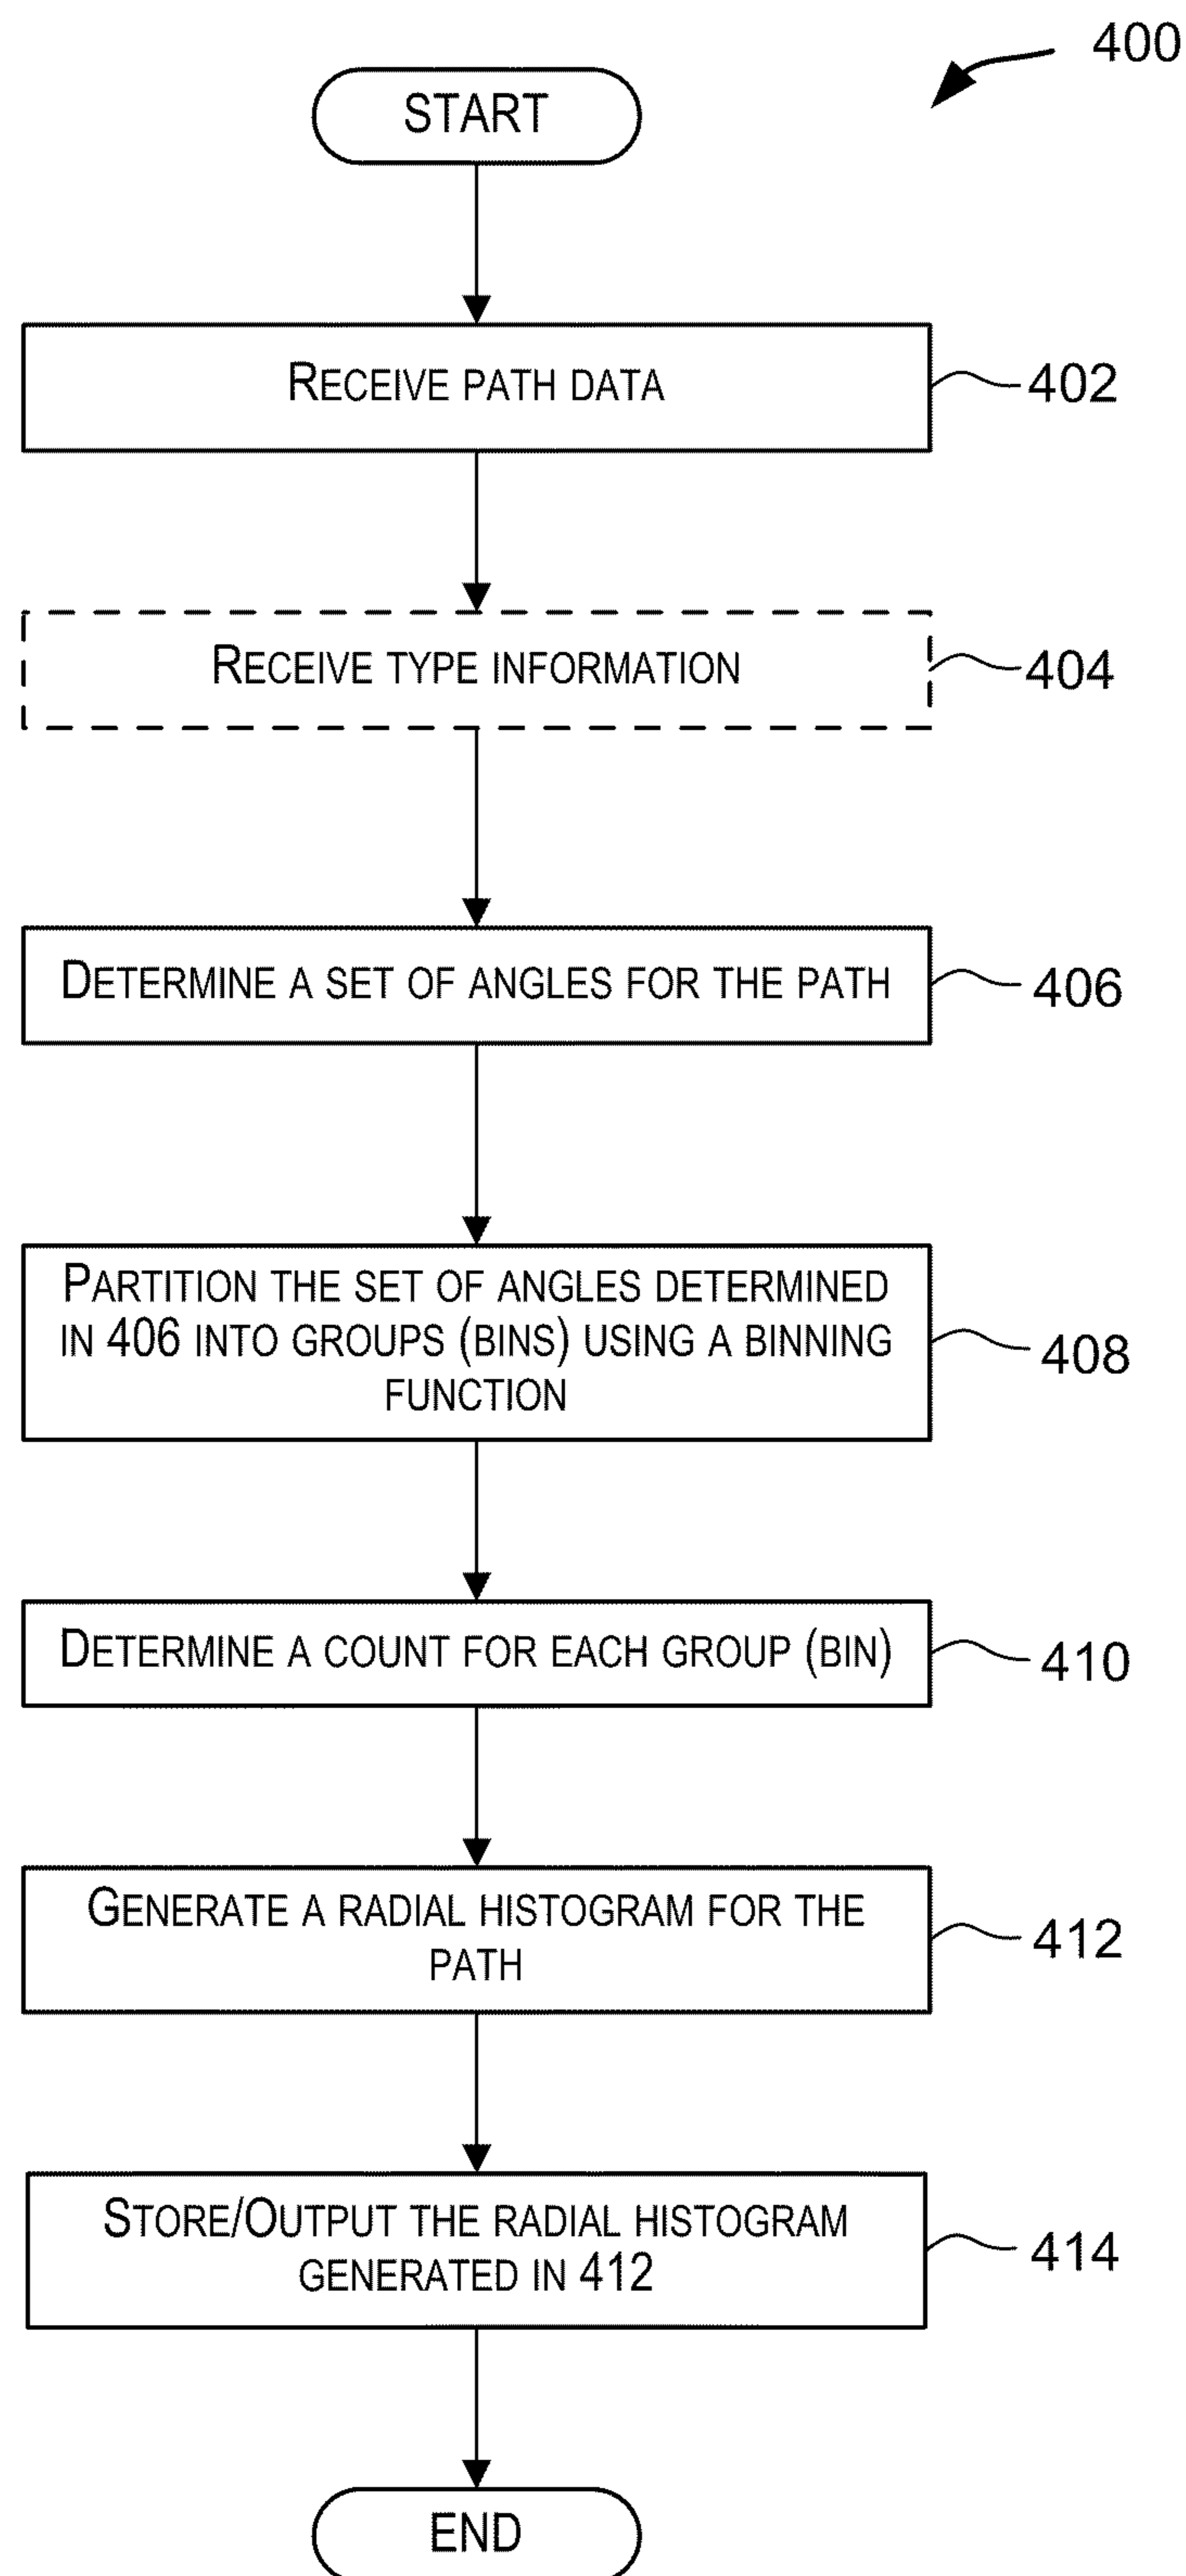 400
START
RECEIVE PATH DATA
402
RECEIVE TYPE INFORMATION
404
DETERMINE A SET OF ANGLES FOR THE PATH
406
PARTITION THE SET OF ANGLES DETERMINED
IN 406 INTO GROUPS (BINS) USING A BINNING
FUNCTION
408
DETERMINE A COUNT FOR EACH GROUP (BIN)
410
GENERATE A RADIAL HISTOGRAM FOR THE
PATH
412
STORE/OUTPUT THE RADIAL HISTOGRAM
GENERATED IN 412
414
END